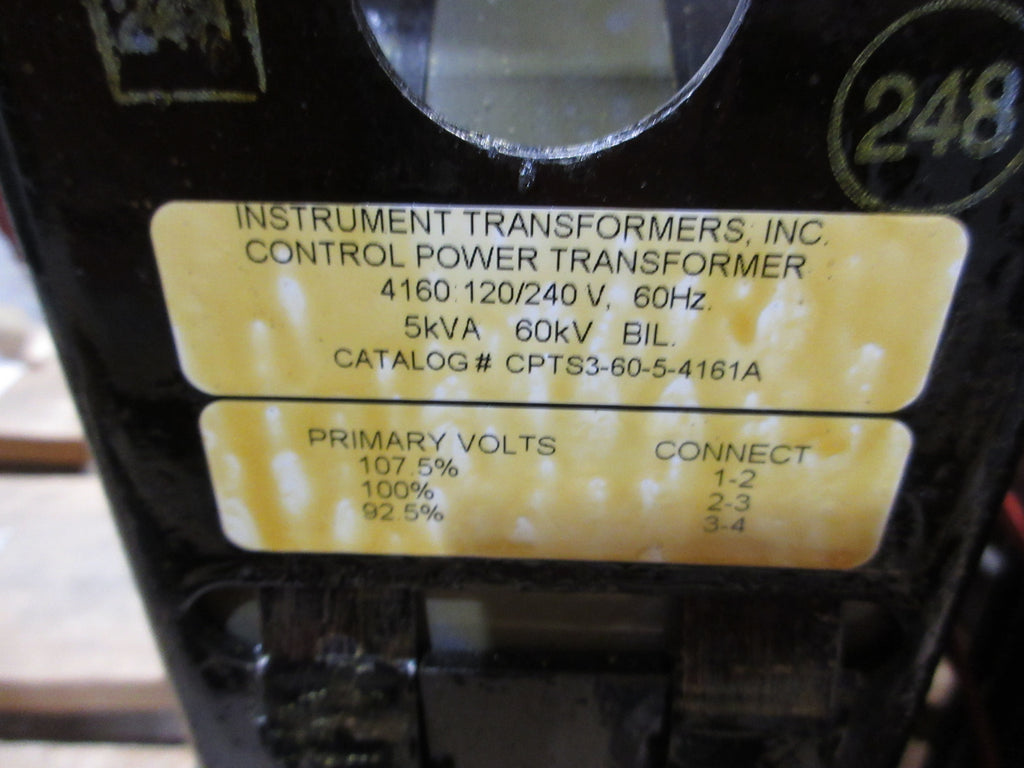 248
INSTRUMENT TRANSFORMERS, INC.
CONTROL POWER TRANSFORMER
4160:120/240 V, 60Hz.
5kVA 60kV BIL.
CATALOG# CPTS3-60-5-4161A
PRIMARY VOLTS CONNECT
107.5% 1-2
100% 2-3
92.5% 3-4